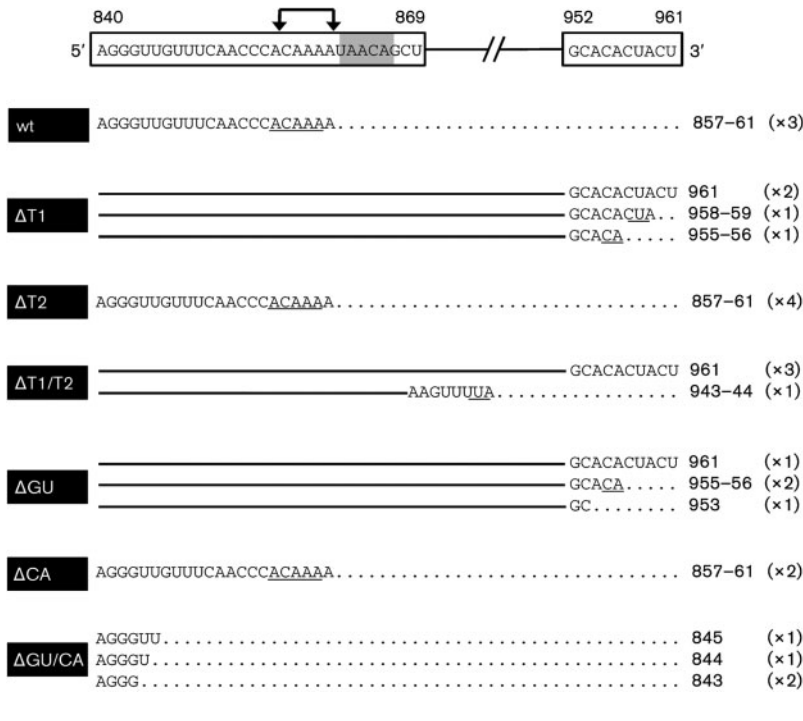 840 869 952 961
5′ AGGGUUGUUUCAACCCACAAAAUAACAGCU // GCACACUACU 3′
wt AGGGUUGUUUCAACCCACAAAA................................ 857–61 (×3)
GCACACUACU 961 (×2)
ΔT1 GCACACUA.. 958–59 (×1)
GCACA..... 955–56 (×1)
ΔT2 AGGGUUGUUUCAACCCACAAAA................................ 857–61 (×4)
ΔT1/T2 GCACACUACU 961 (×3)
AAGUUUUA................. 943–44 (×1)
GCACACUACU 961 (×1)
ΔGU GCACA..... 955–56 (×2)
GC........ 953 (×1)
ΔCA AGGGUUGUUUCAACCCACAAAA................................ 857–61 (×2)
AGGGUU................................................ 845 (×1)
ΔGU/CA AGGGU................................................. 844 (×1)
AGGG.................................................. 843 (×2)